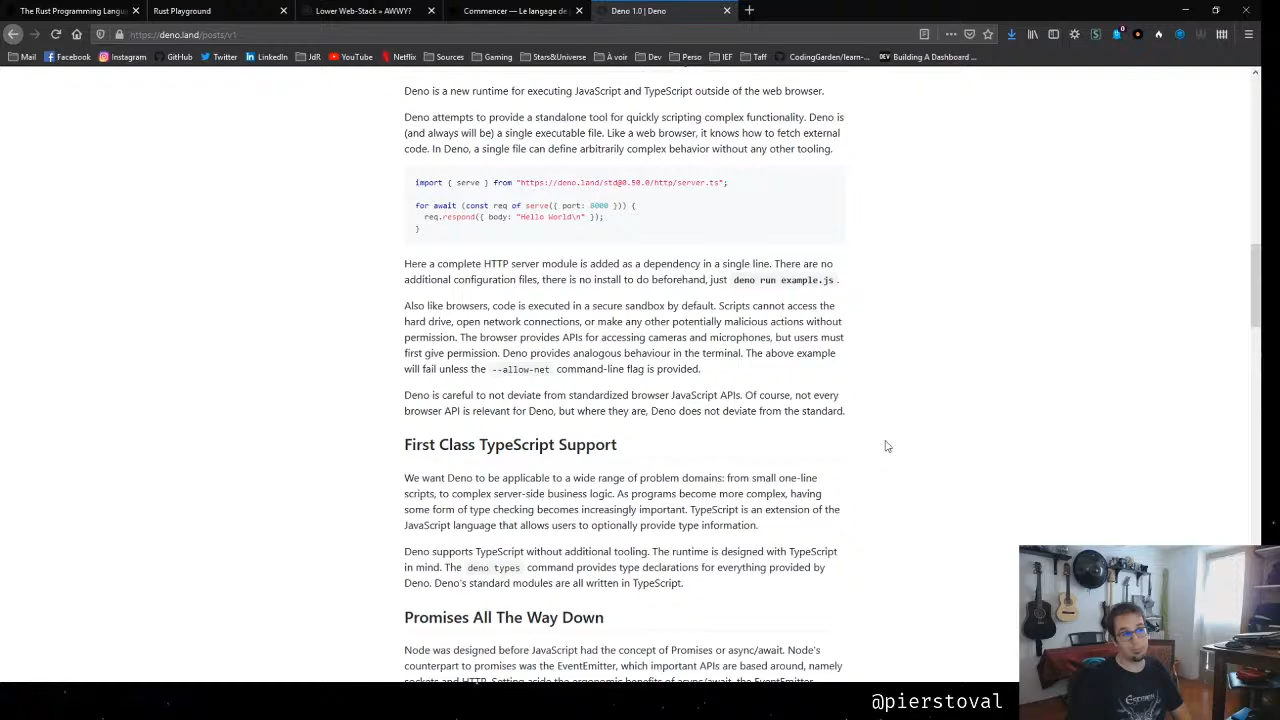 The Rust Programming Langu
Rust Playground
Lower Web-Stack » AWWY?
Commencer — Le langage de
Deno 1.0 | Deno
https://deno.land/posts/v1
Mail
Facebook
Instagram
GitHub
Twitter
LinkedIn
JdR
YouTube
Netflix
Sources
Gaming
Stars&Universe
À voir
Dev
Perso
IEF
Taff
CodingGarden/learn-...
DEV Building A Dashboard ...
Deno is a new runtime for executing JavaScript and TypeScript outside of the web browser.
Deno attempts to provide a standalone tool for quickly scripting complex functionality. Deno is
(and always will be) a single executable file. Like a web browser, it knows how to fetch external
code. In Deno, a single file can define arbitrarily complex behavior without any other tooling.
import { serve } from "https://deno.land/std@0.50.0/http/server.ts";
for await (const req of serve({ port: 8000 })) {
req.respond({ body: "Hello World\n" });
}
Here a complete HTTP server module is added as a dependency in a single line. There are no
additional configuration files, there is no install to do beforehand, just deno run example.js.
Also like browsers, code is executed in a secure sandbox by default. Scripts cannot access the
hard drive, open network connections, or make any other potentially malicious actions without
permission. The browser provides APIs for accessing cameras and microphones, but users must
first give permission. Deno provides analogous behaviour in the terminal. The above example
will fail unless the --allow-net command-line flag is provided.
Deno is careful to not deviate from standardized browser JavaScript APIs. Of course, not every
browser API is relevant for Deno, but where they are, Deno does not deviate from the standard.
First Class TypeScript Support
We want Deno to be applicable to a wide range of problem domains: from small one-line
scripts, to complex server-side business logic. As programs become more complex, having
some form of type checking becomes increasingly important. TypeScript is an extension of the
JavaScript language that allows users to optionally provide type information.
Deno supports TypeScript without additional tooling. The runtime is designed with TypeScript
in mind. The deno types command provides type declarations for everything provided by
Deno. Deno's standard modules are all written in TypeScript.
Promises All The Way Down
Node was designed before JavaScript had the concept of Promises or async/await. Node's
counterpart to promises was the EventEmitter, which important APIs are based around, namely
sockets and HTTP. Setting aside the ergonomic benefits of async/await, the EventEmitter
@pierstoval